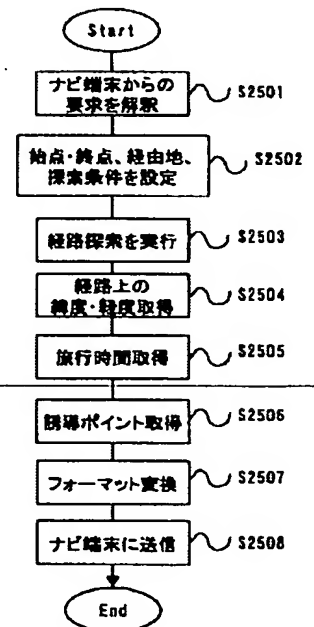 Start
ナビ端末からの
要求を解釈
S2501
始点・終点、経由地、
探索条件を設定
S2502
経路探索を実行
S2503
経路上の
緯度・経度取得
S2504
旅行時間取得
S2505
誘導ポイント取得
S2506
フォーマット変換
S2507
ナビ端末に送信
S2508
End